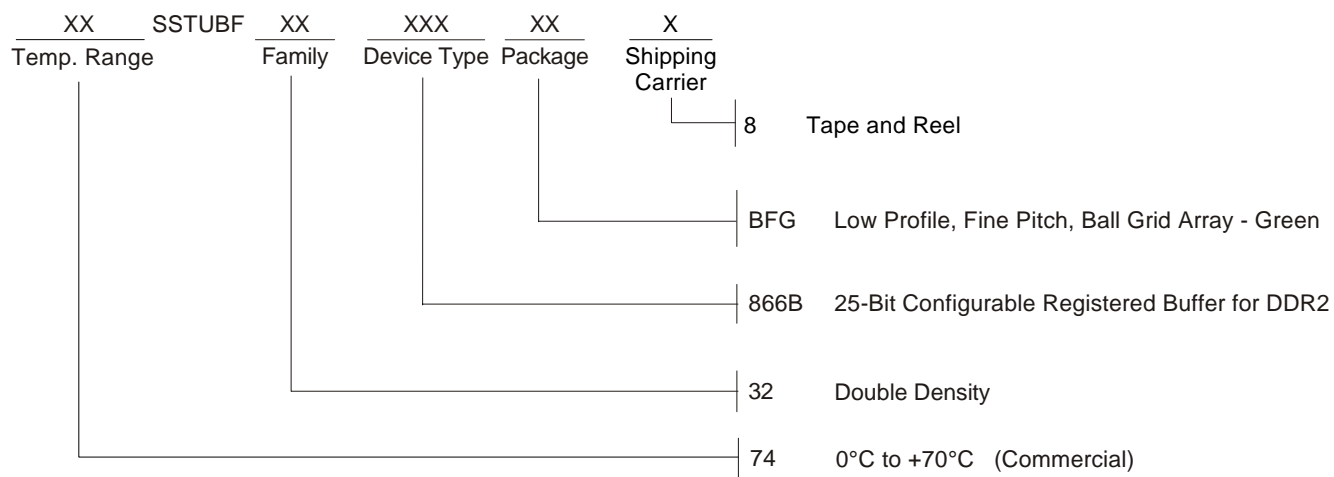 XX SSTUBF XX XXX XX X
Temp. Range Family Device Type Package Shipping
Carrier
8 Tape and Reel
BFG Low Profile, Fine Pitch, Ball Grid Array - Green
866B 25-Bit Configurable Registered Buffer for DDR2
32 Double Density
74 0°C to +70°C (Commercial)